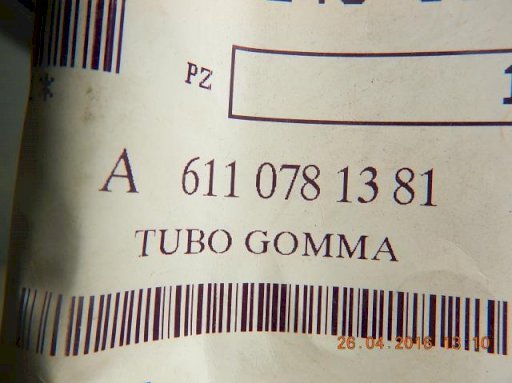 PZ
A 611 078 13 81
TUBO GOMMA
26.04.2016 13:10